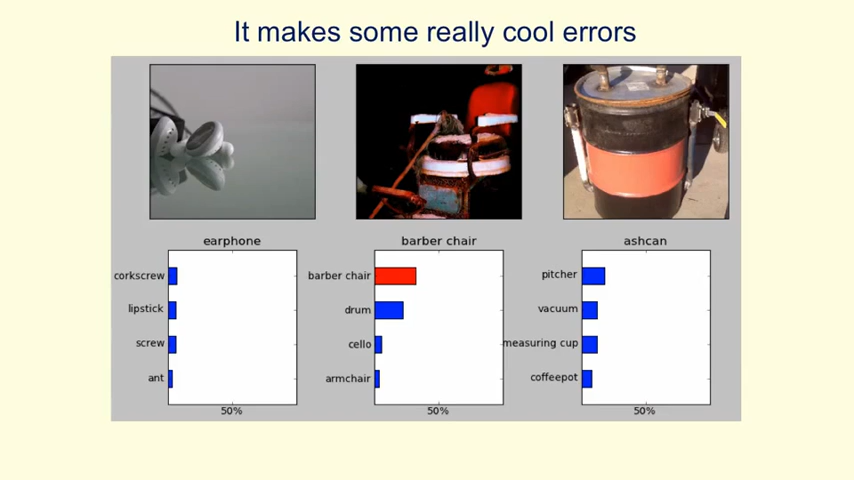 It makes some really cool errors
earphone
barber chair
ashcan
corkscrew
lipstick
screw
ant
50%
barber chair
drum
cello
armchair
50%
pitcher
vacuum
measuring cup
coffeepot
50%